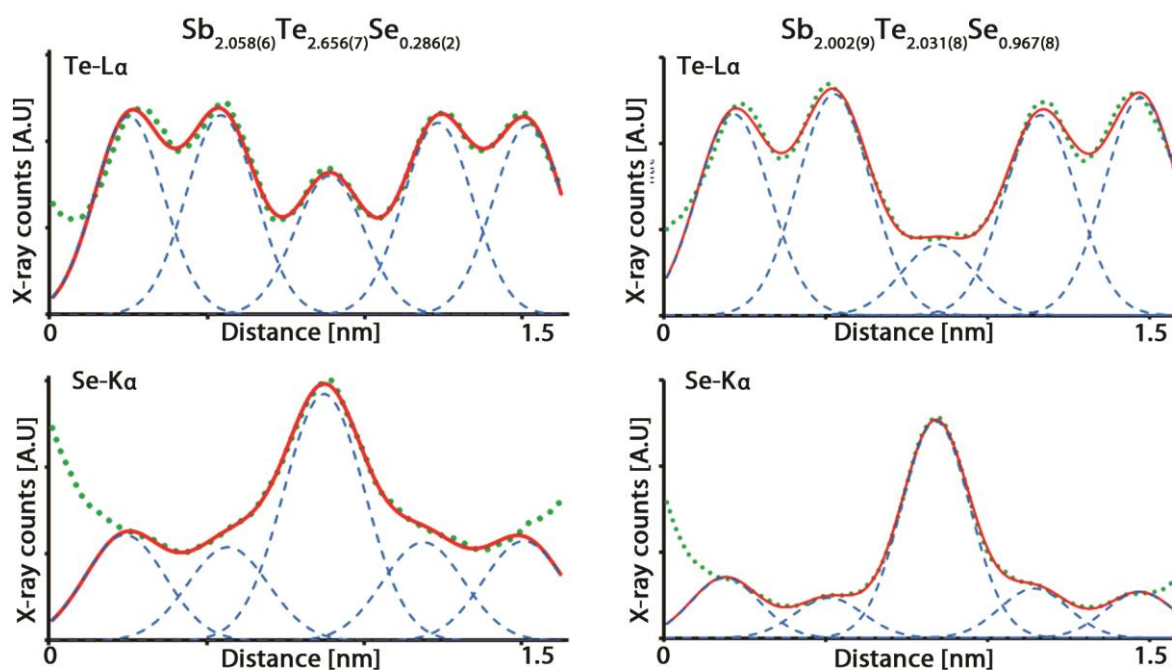 Sb2.058(6)Te2.656(7)Se0.286(2)
Te-Lα
X-ray counts [A.U]
0
Distance [nm]
1.5
Sb2.002(9)Te2.031(8)Se0.967(8)
Te-Lα
X-ray counts [A.U]
0
Distance [nm]
1.5
Se-Kα
X-ray counts [A.U]
0
Distance [nm]
1.5
Se-Kα
X-ray counts [A.U]
0
Distance [nm]
1.5